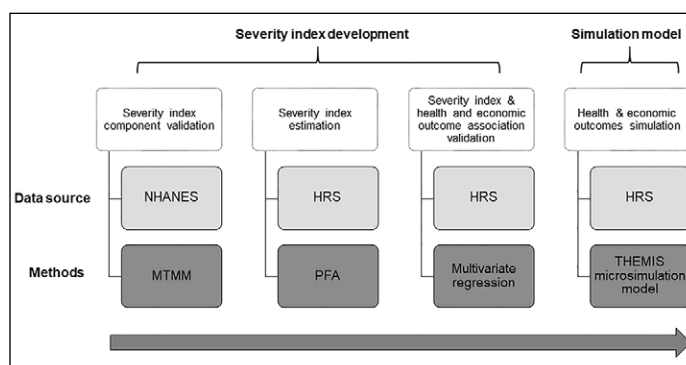 Severity index development
Simulation model
Severity index
component validation
Severity index
estimation
Severity index &
health and economic
outcome association
validation
Health & economic
outcomes simulation
Data source
NHANES
HRS
HRS
HRS
Methods
MTMM
PFA
Multivariate
regression
THEMIS
microsimulation
model